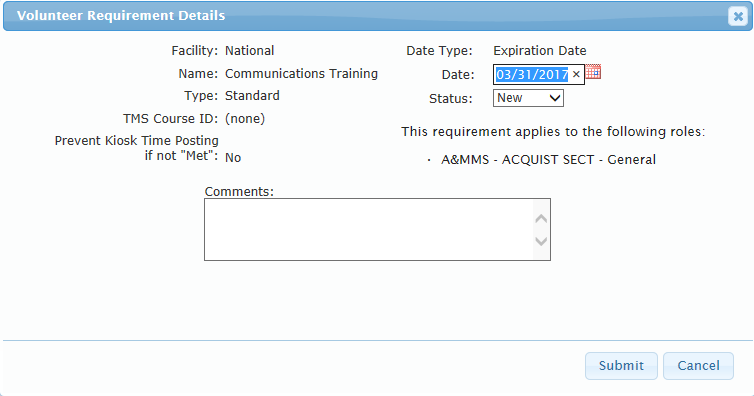 Volunteer Requirement Details
Facility: National
Name: Communications Training
Type: Standard
TMS Course ID: (none)
Prevent Kiosk Time Posting
if not "Met": No
Date Type: Expiration Date
Date: 03/31/2017 ×
Status: New
This requirement applies to the following roles:
· A&MMS - ACQUIST SECT - General
Comments:
Submit Cancel